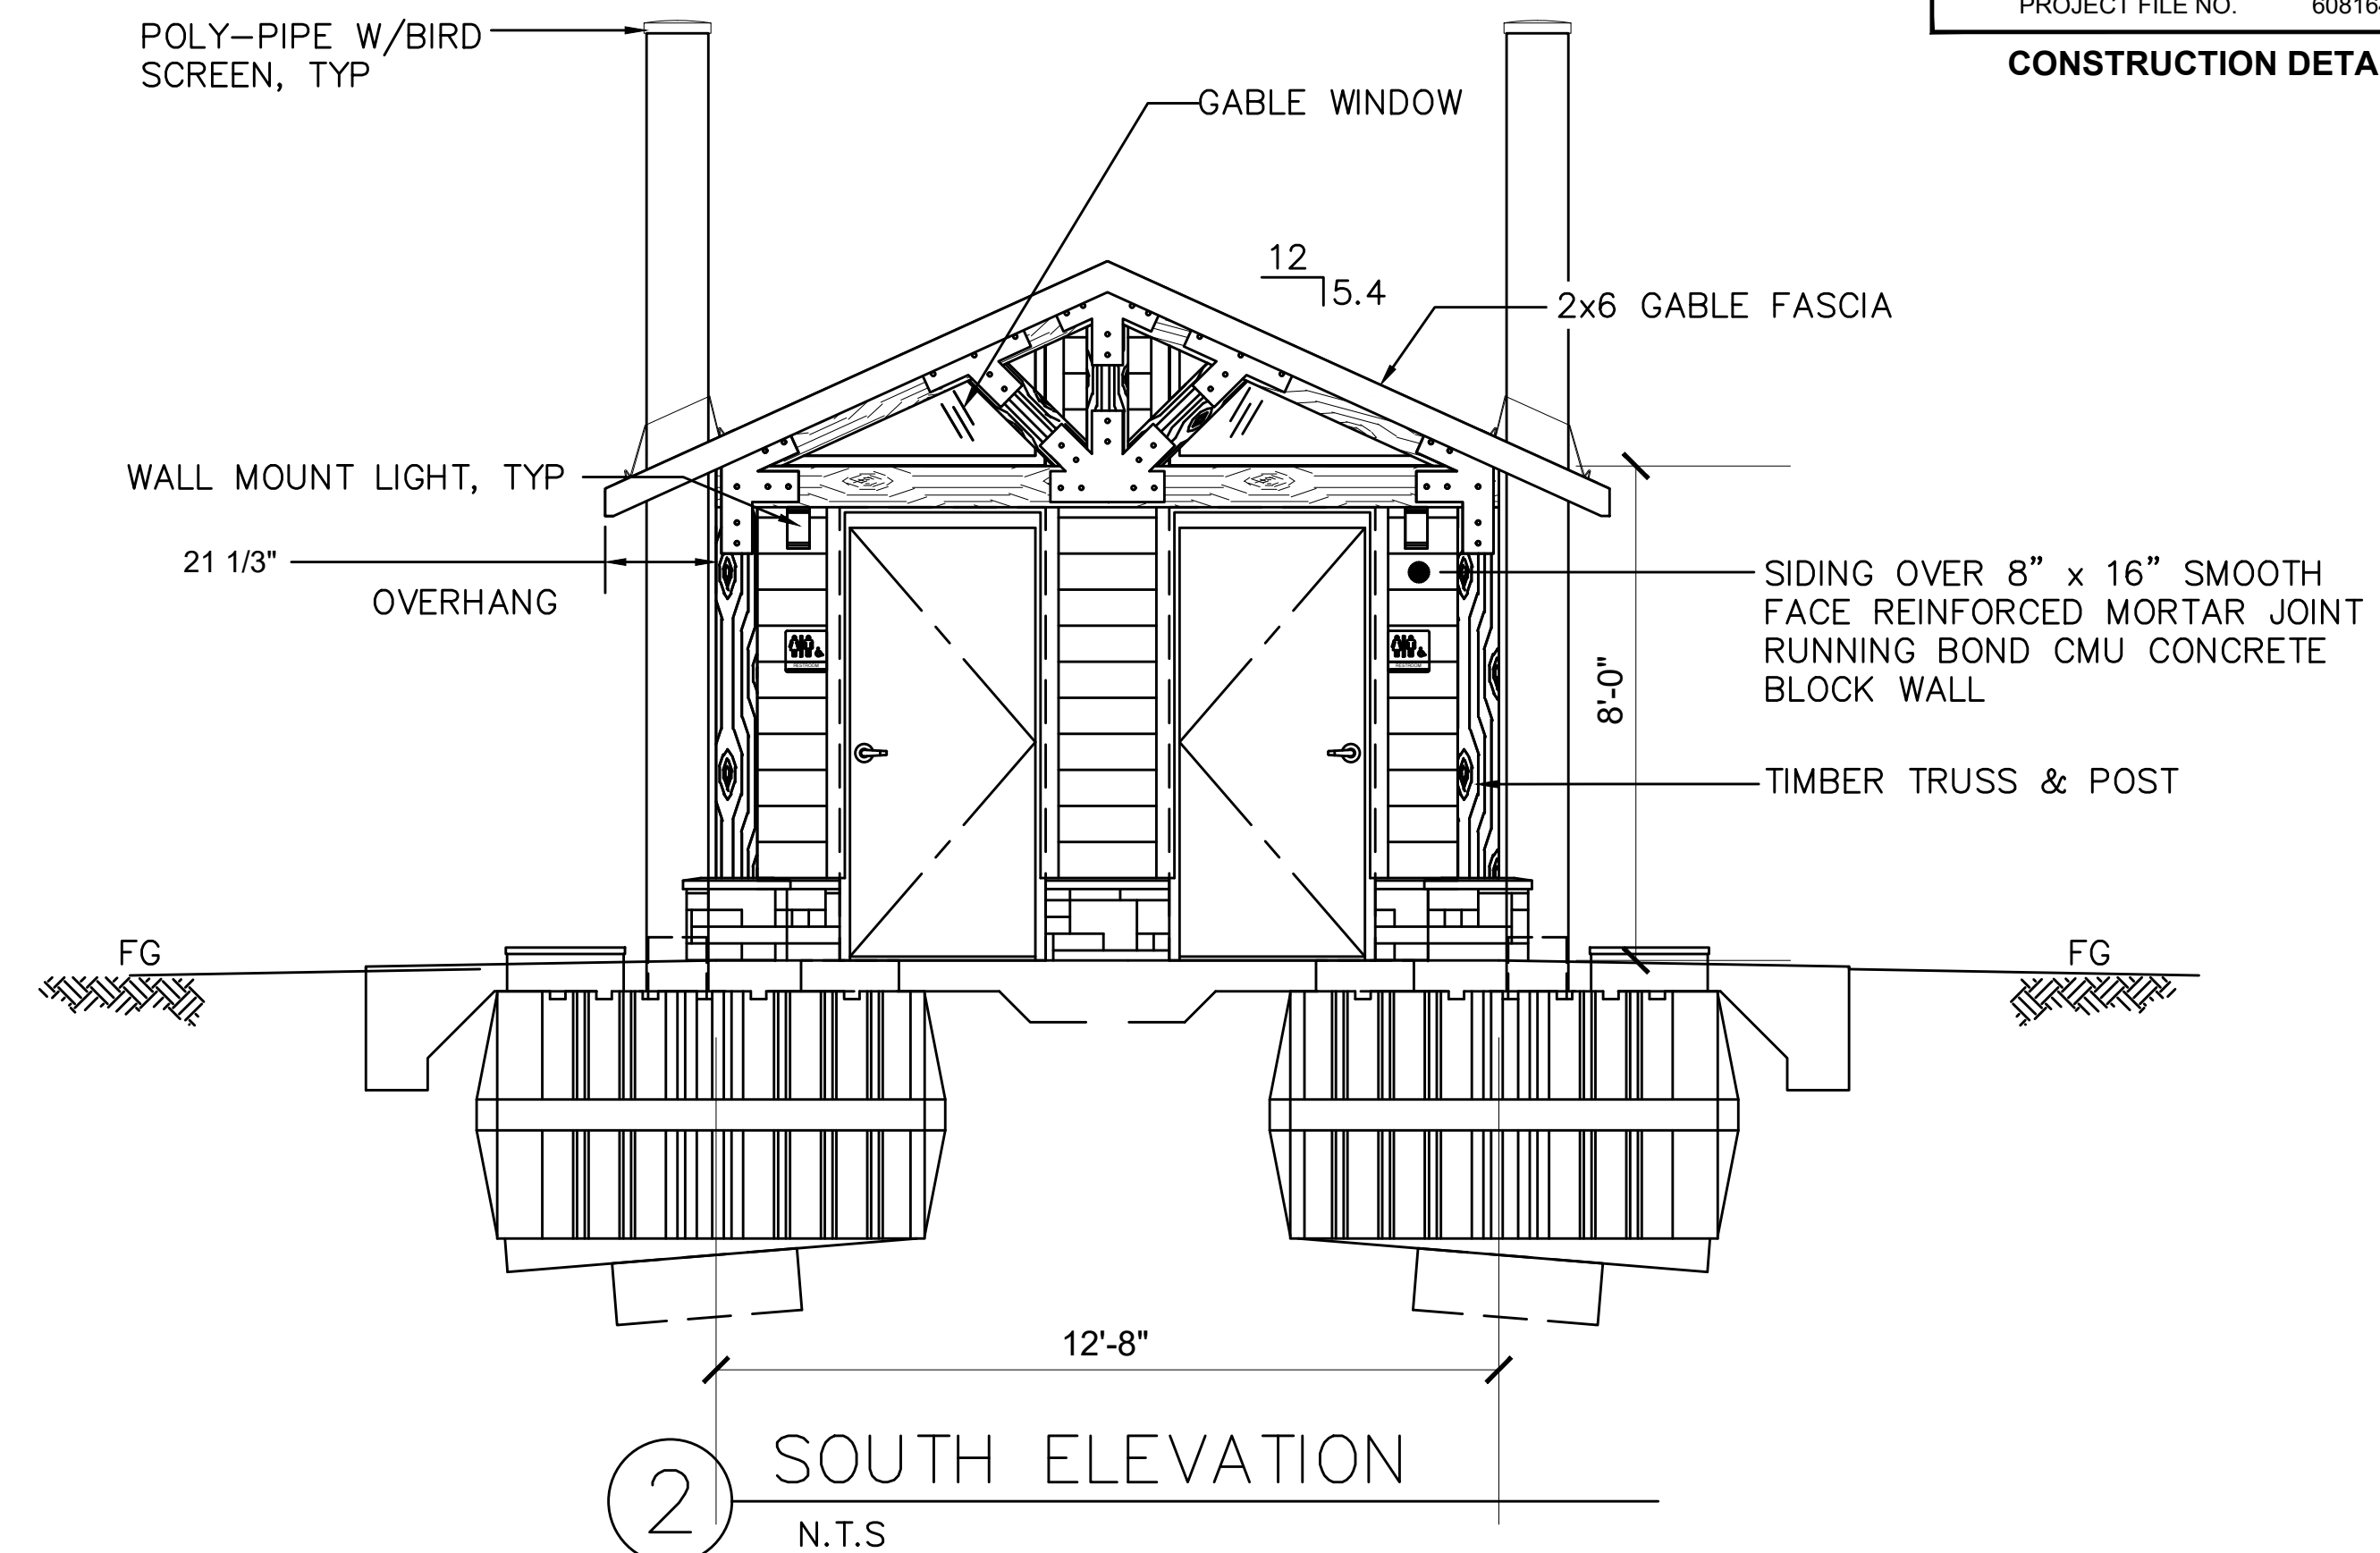 PROJECT FILE NO.
CONSTRUCTION DETA
POLY-PIPE W/BIRD
SCREEN, TYP
GABLE WINDOW
12
5.4
2x6 GABLE FASCIA
WALL MOUNT LIGHT, TYP
21 1/3"
OVERHANG
SIDING OVER 8” x 16” SMOOTH
FACE REINFORCED MORTAR JOINT
RUNNING BOND CMU CONCRETE
BLOCK WALL
RESTROOM
RESTROOM
8'-0"
TIMBER TRUSS & POST
FG
FG
12'-8"
2
SOUTH ELEVATION
N.T.S